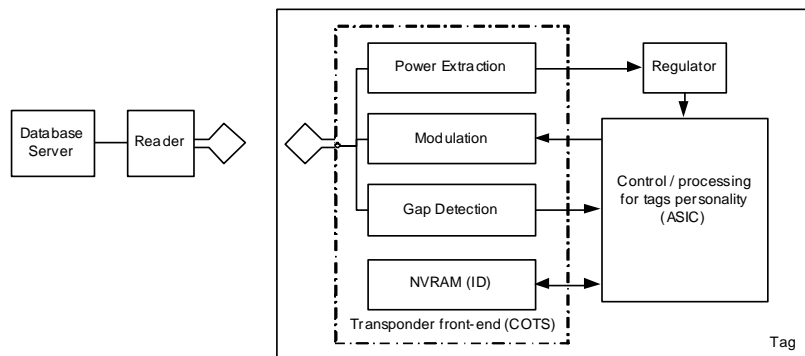 Database
Server
Reader
Power Extraction
Modulation
Gap Detection
NVRAM (ID)
Transponder front-end (COTS)
Regulator
Control / processing
for tags personality
(ASIC)
Tag